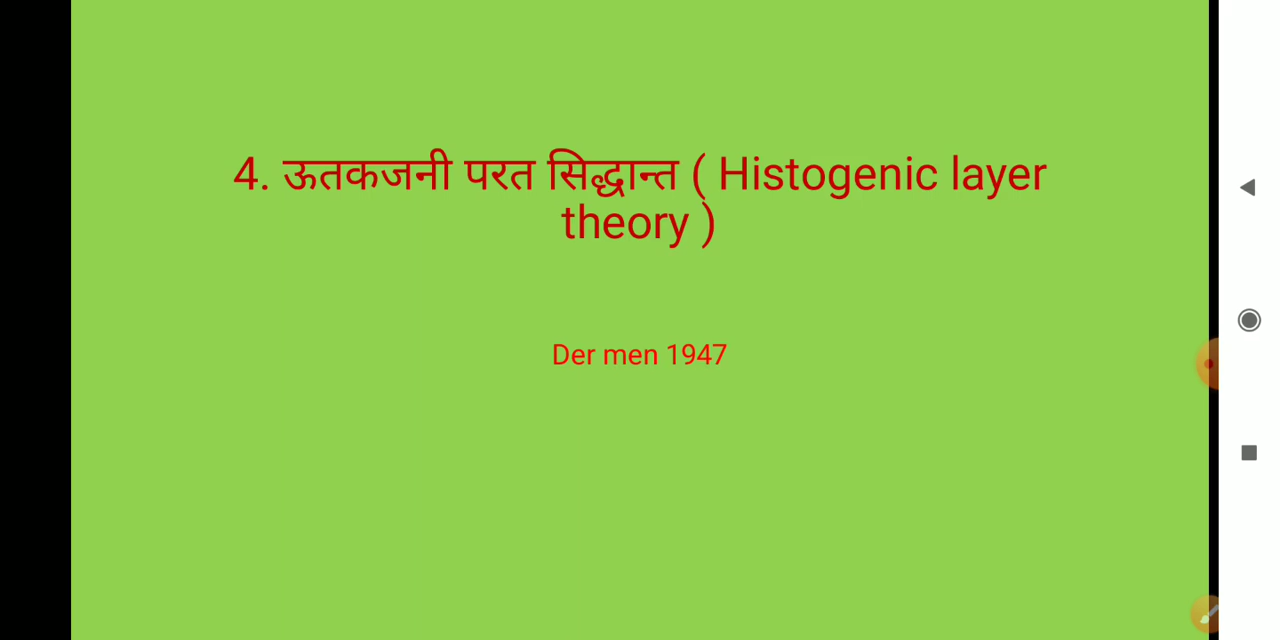 4. ऊतकजनी परत सिद्धान्त ( Histogenic layer
theory )
Der men 1947